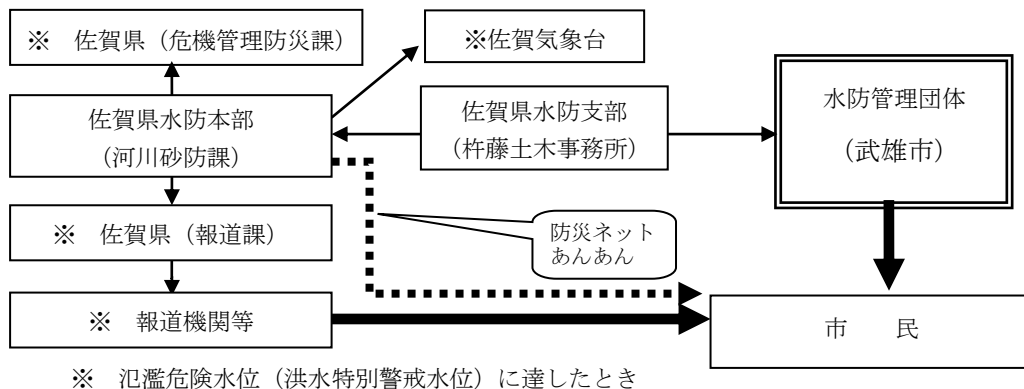 ※ 佐賀県（危機管理防災課）
※佐賀気象台
佐賀県水防本部
（河川砂防課）
佐賀県水防支部
（杵藤土木事務所）
水防管理団体
（武雄市）
※ 佐賀県（報道課）
防災ネット
あんあん
※ 報道機関等
市　民
※ 氾濫危険水位（洪水特別警戒水位）に達したとき